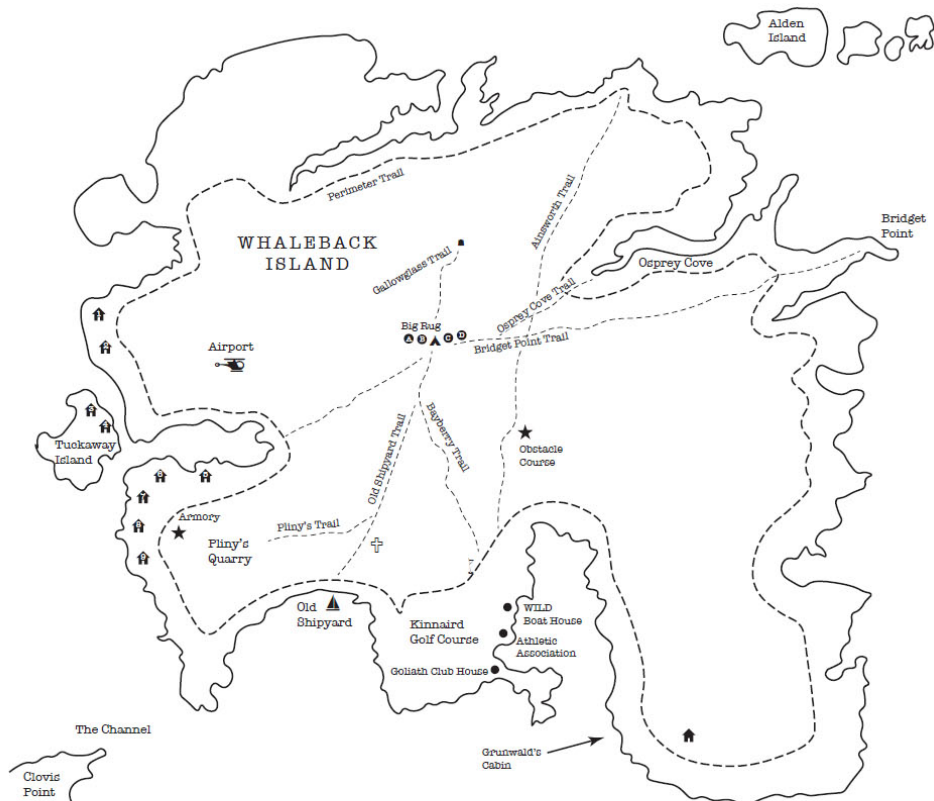 Alden
Island
Perimeter Trail
Ainsworth Trail
Bridget
Point
WHALEBACK
ISLAND
Gallowglass Trail
Osprey Cove
Osprey Cove Trail
Big Rug
A B C D
Bridget Point Trail
Airport
Tuckaway
Island
Old Shipyard Trail
Bayberry Trail
Obstacle
Course
Armory
Pliny's Trail
Pliny's
Quarry
Old
Shipyard
Kinnaird
Golf Course
WILD
Boat House
Athletic
Association
Goliath Club House
The Channel
Grunwald's
Cabin
Clovis
Point